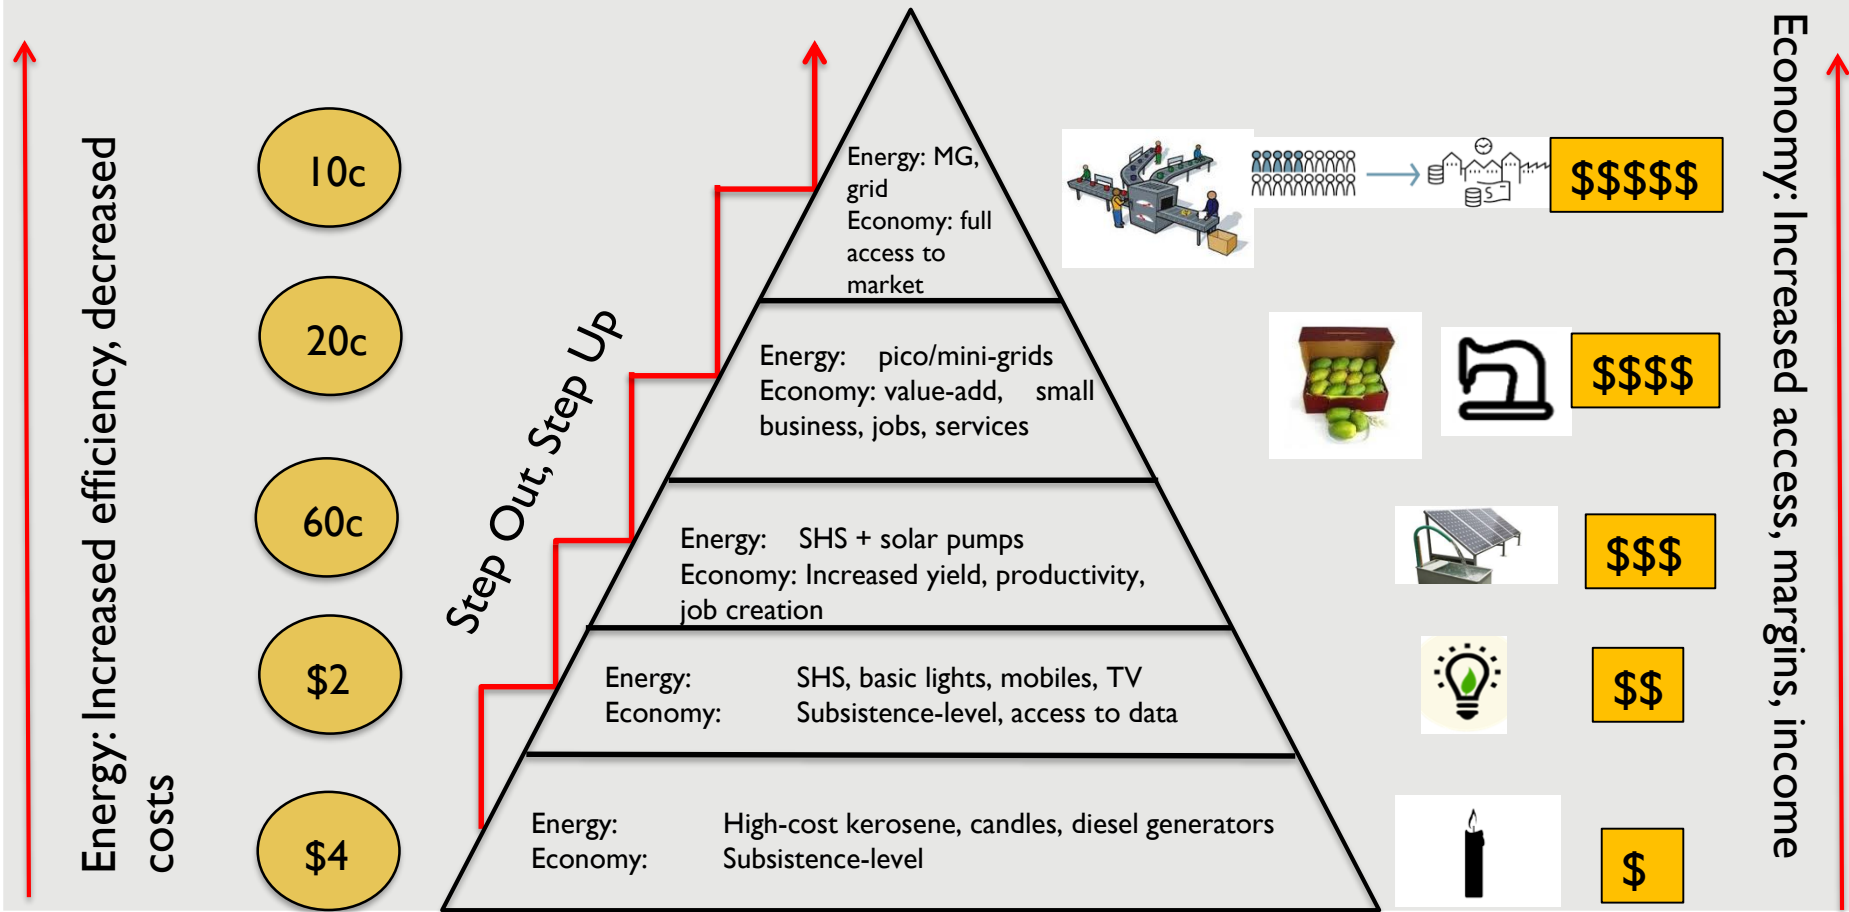 Energy: Increased efficiency, decreased
costs
10c
20c
60c
$2
$4
Step Out, Step Up
Energy: MG,
grid
Economy: full
access to
market
Energy: pico/mini-grids
Economy: value-add, small
business, jobs, services
Energy: SHS + solar pumps
Economy: Increased yield, productivity,
job creation
Energy: SHS, basic lights, mobiles, TV
Economy: Subsistence-level, access to data
Energy: High-cost kerosene, candles, diesel generators
Economy: Subsistence-level
$
$$$$$
$$$$
$$$
$$
$
Economy: Increased access, margins, income